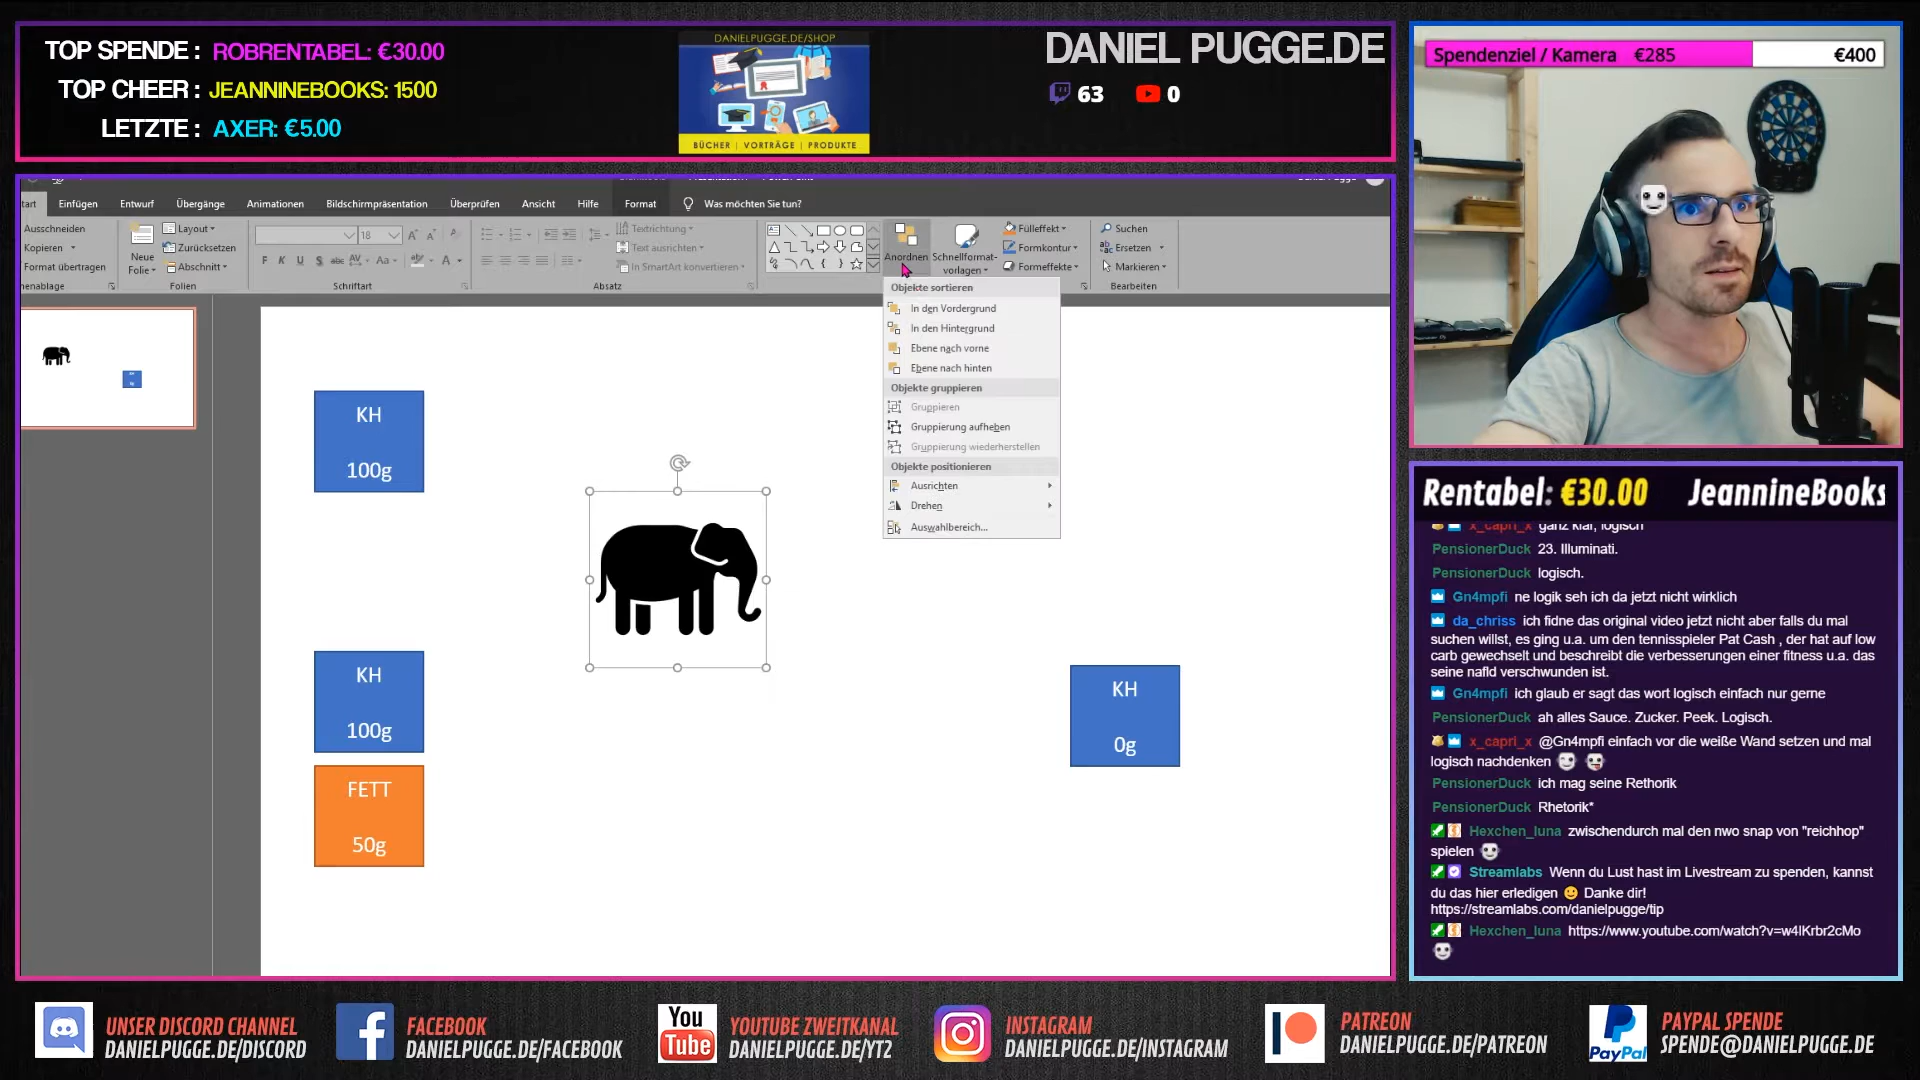 TOP SPENDE : ROBRENTABEL: €30.00
TOP CHEER : JEANNINEBOOKS: 1500
LETZTE : AXER: €5.00
DANIELPUGGE.DE/SHOP
BÜCHER | VORTRÄGE | PRODUKTE
DANIEL PUGGE.DE
63 0
Spendenziel / Kamera €285 €400
art Einfügen Entwurf Übergänge Animationen Bildschirmpräsentation Überprüfen Ansicht Hilfe Format Was möchten Sie tun?
Ausschneiden
Kopieren
Format übertragen
enablage
Neue
Folie
Layout
Zurücksetzen
Abschnitt
Folien
18
F K U S abc AV Aa
Schriftart
Textrichtung
Text ausrichten
In SmartArt konvertieren
Absatz
Anordnen
Schnellformat-
vorlagen
Fülleffekt
Formkontur
Formeffekte
Suchen
Ersetzen
Markieren
Bearbeiten
Objekte sortieren
In den Vordergrund
In den Hintergrund
Ebene nach vorne
Ebene nach hinten
Objekte gruppieren
Gruppieren
Gruppierung aufheben
Gruppierung wiederherstellen
Objekte positionieren
Ausrichten
Drehen
Auswahlbereich...
KH
100g
KH
100g
FETT
50g
KH
0g
Rentabel: €30.00 JeannineBooks
x_capri_x ganz klar, logisch
PensionerDuck 23. Illuminati.
PensionerDuck logisch.
Gn4mpfi ne logik seh ich da jetzt nicht wirklich
da_chriss ich fidne das original video jetzt nicht aber falls du mal
suchen willst, es ging u.a. um den tennisspieler Pat Cash , der hat auf low
carb gewechselt und beschreibt die verbesserungen einer fitness u.a. das
seine nafld verschwunden ist.
Gn4mpfi ich glaub er sagt das wort logisch einfach nur gerne
PensionerDuck ah alles Sauce. Zucker. Peek. Logisch.
x_capri_x @Gn4mpfi einfach vor die weiße Wand setzen und mal
logisch nachdenken
PensionerDuck ich mag seine Rethorik
PensionerDuck Rhetorik*
Hexchen_luna zwischendurch mal den nwo snap von "reichhop"
spielen
Streamlabs Wenn du Lust hast im Livestream zu spenden, kannst
du das hier erledigen Danke dir!
https://streamlabs.com/danielpugge/tip
Hexchen_luna https://www.youtube.com/watch?v=w4lKrbr2cMo
UNSER DISCORD CHANNEL
DANIELPUGGE.DE/DISCORD
FACEBOOK
DANIELPUGGE.DE/FACEBOOK
You
Tube
YOUTUBE ZWEITKANAL
DANIELPUGGE.DE/YT2
INSTAGRAM
DANIELPUGGE.DE/INSTAGRAM
PATREON
DANIELPUGGE.DE/PATREON
PayPal
PAYPAL SPENDE
SPENDE@DANIELPUGGE.DE